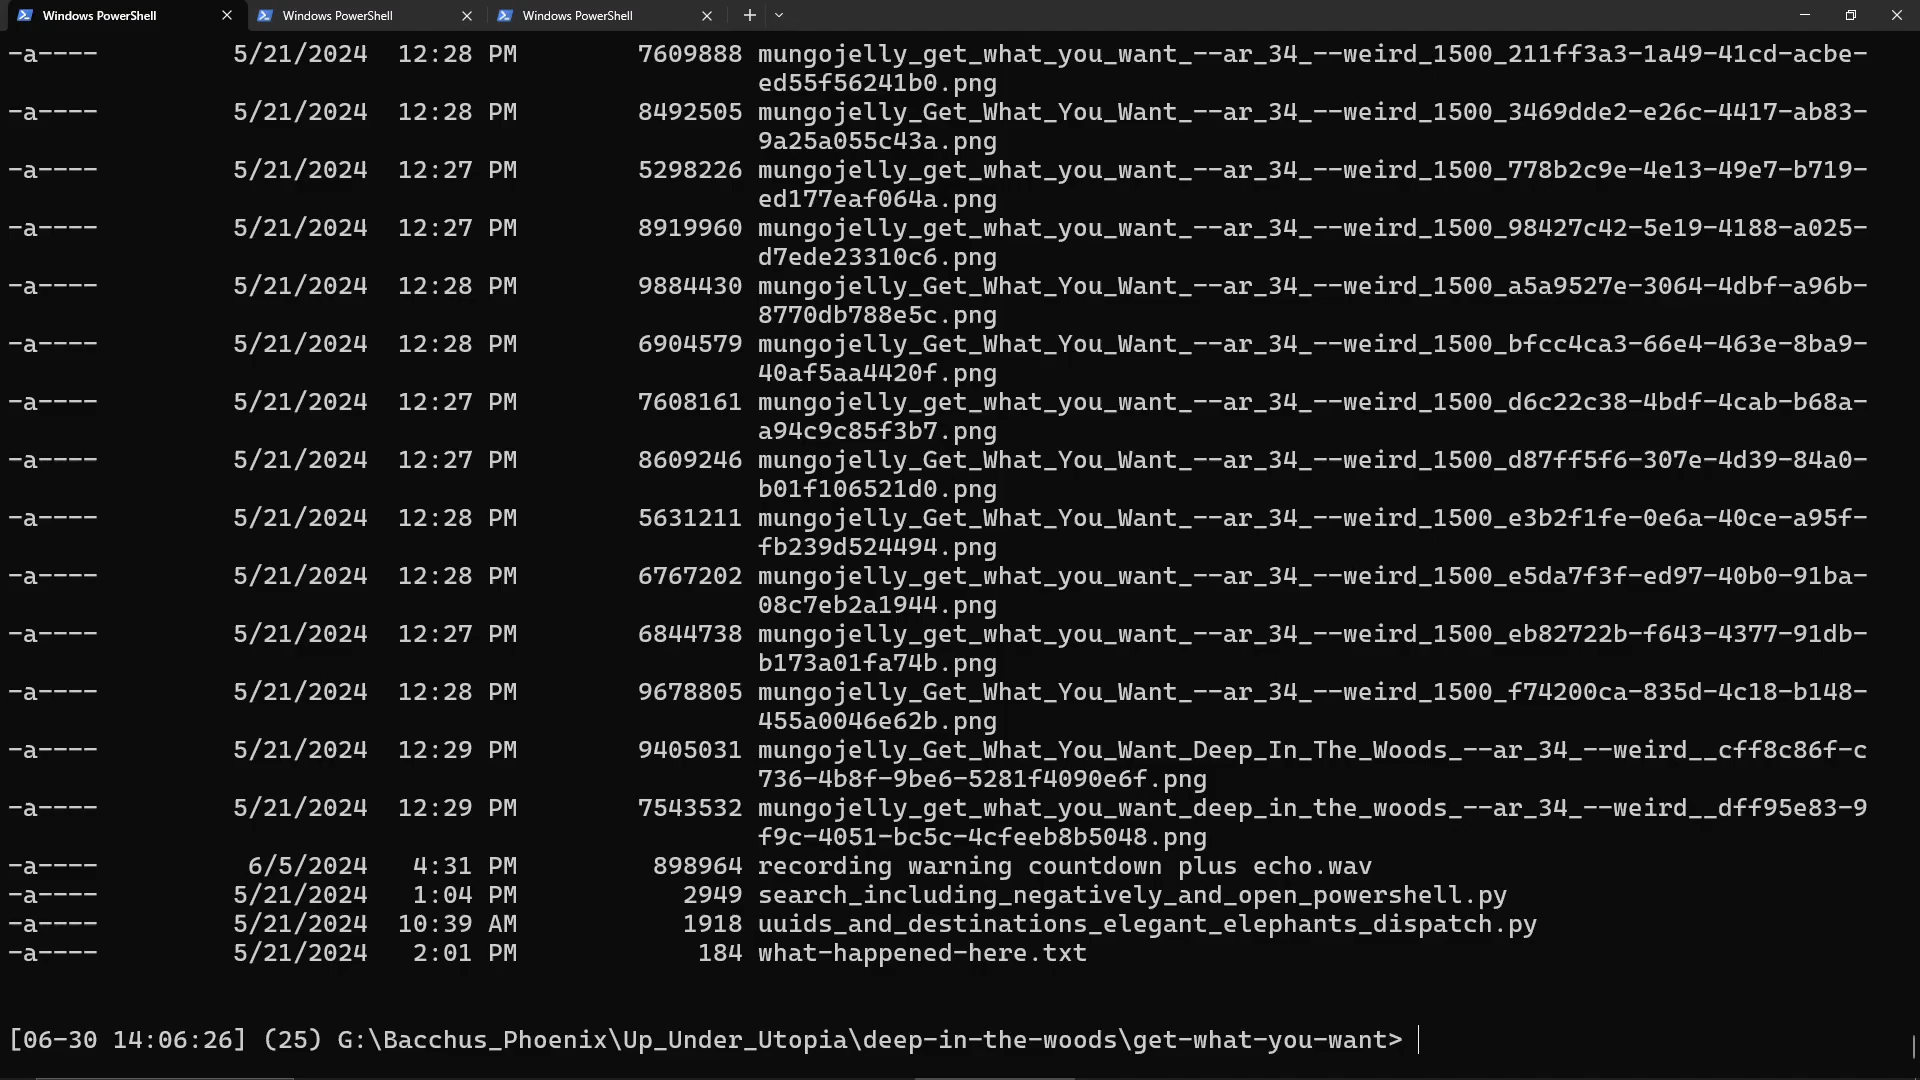 Windows PowerShell Windows PowerShell Windows PowerShell
-a---- 5/21/2024 12:28 PM 7609888 mungojelly_get_what_you_want_--ar_34_--weird_1500_211ff3a3-1a49-41cd-acbe-
ed55f56241b0.png
-a---- 5/21/2024 12:28 PM 8492505 mungojelly_Get_What_You_Want_--ar_34_--weird_1500_3469dde2-e26c-4417-ab83-
9a25a055c43a.png
-a---- 5/21/2024 12:27 PM 5298226 mungojelly_get_what_you_want_--ar_34_--weird_1500_778b2c9e-4e13-49e7-b719-
ed177eaf064a.png
-a---- 5/21/2024 12:27 PM 8919960 mungojelly_get_what_you_want_--ar_34_--weird_1500_98427c42-5e19-4188-a025-
d7ede23310c6.png
-a---- 5/21/2024 12:28 PM 9884430 mungojelly_Get_What_You_Want_--ar_34_--weird_1500_a5a9527e-3064-4dbf-a96b-
8770db788e5c.png
-a---- 5/21/2024 12:28 PM 6904579 mungojelly_Get_What_You_Want_--ar_34_--weird_1500_bfcc4ca3-66e4-463e-8ba9-
40af5aa4420f.png
-a---- 5/21/2024 12:27 PM 7608161 mungojelly_get_what_you_want_--ar_34_--weird_1500_d6c22c38-4bdf-4cab-b68a-
a94c9c85f3b7.png
-a---- 5/21/2024 12:27 PM 8609246 mungojelly_Get_What_You_Want_--ar_34_--weird_1500_d87ff5f6-307e-4d39-84a0-
b01f106521d0.png
-a---- 5/21/2024 12:28 PM 5631211 mungojelly_Get_What_You_Want_--ar_34_--weird_1500_e3b2f1fe-0e6a-40ce-a95f-
fb239d524494.png
-a---- 5/21/2024 12:28 PM 6767202 mungojelly_get_what_you_want_--ar_34_--weird_1500_e5da7f3f-ed97-40b0-91ba-
08c7eb2a1944.png
-a---- 5/21/2024 12:27 PM 6844738 mungojelly_get_what_you_want_--ar_34_--weird_1500_eb82722b-f643-4377-91db-
b173a01fa74b.png
-a---- 5/21/2024 12:28 PM 9678805 mungojelly_Get_What_You_Want_--ar_34_--weird_1500_f74200ca-835d-4c18-b148-
455a0046e62b.png
-a---- 5/21/2024 12:29 PM 9405031 mungojelly_Get_What_You_Want_Deep_In_The_Woods_--ar_34_--weird__cff8c86f-c
736-4b8f-9be6-5281f4090e6f.png
-a---- 5/21/2024 12:29 PM 7543532 mungojelly_get_what_you_want_deep_in_the_woods_--ar_34_--weird__dff95e83-9
f9c-4051-bc5c-4cfeeb8b5048.png
-a---- 6/5/2024 4:31 PM 898964 recording warning countdown plus echo.wav
-a---- 5/21/2024 1:04 PM 2949 search_including_negatively_and_open_powershell.py
-a---- 5/21/2024 10:39 AM 1918 uuids_and_destinations_elegant_elephants_dispatch.py
-a---- 5/21/2024 2:01 PM 184 what-happened-here.txt
[06-30 14:06:26] (25) G:\Bacchus_Phoenix\Up_Under_Utopia\deep-in-the-woods\get-what-you-want>